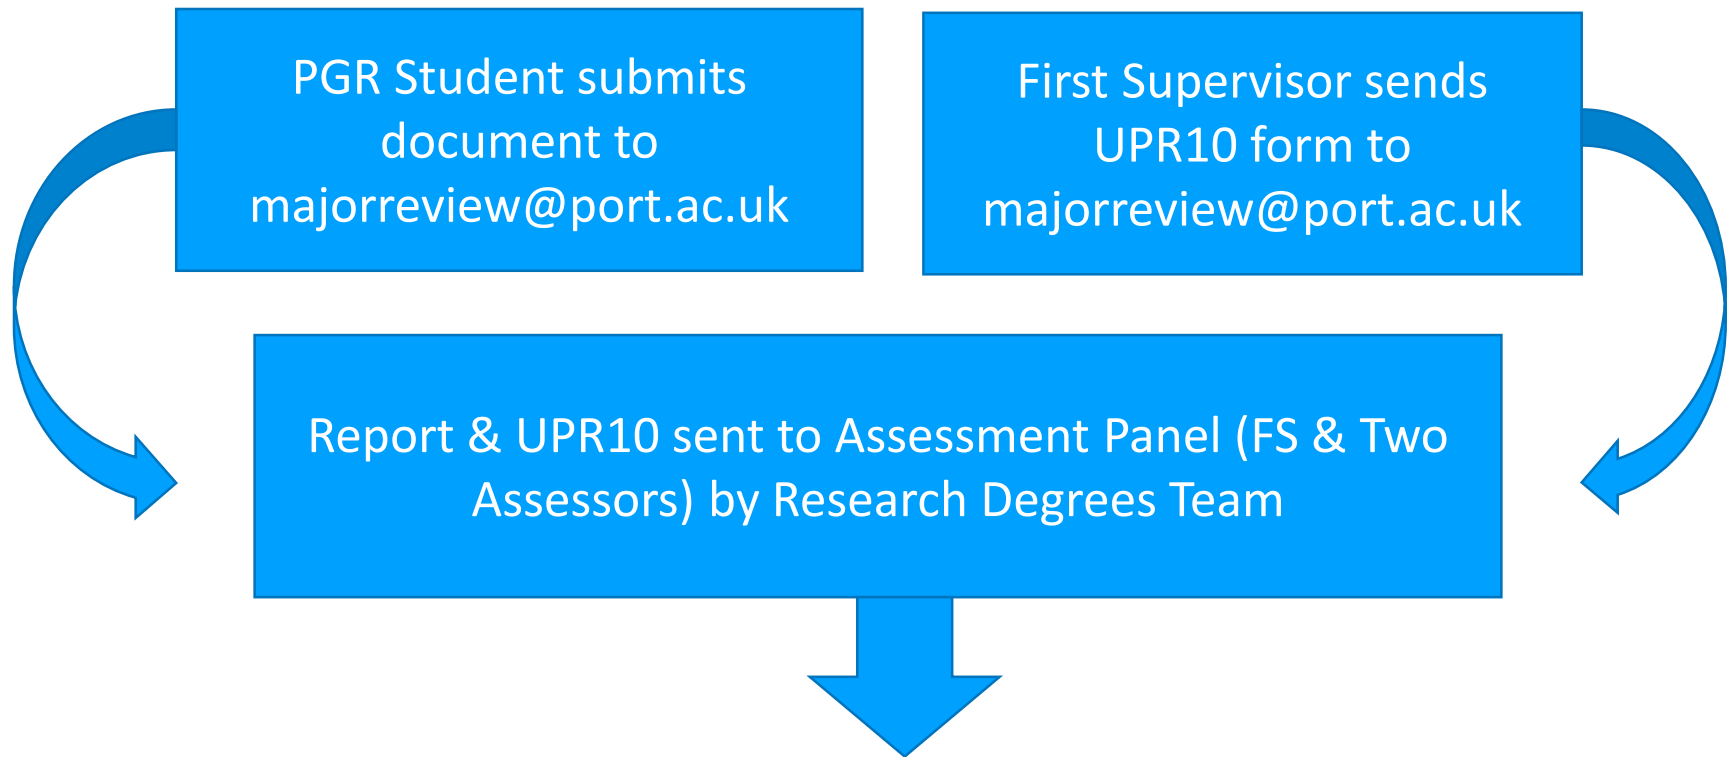 PGR Student submits
document to
majorreview@port.ac.uk
First Supervisor sends
UPR10 form to
majorreview@port.ac.uk
Report & UPR10 sent to Assessment Panel (FS & Two
Assessors) by Research Degrees Team